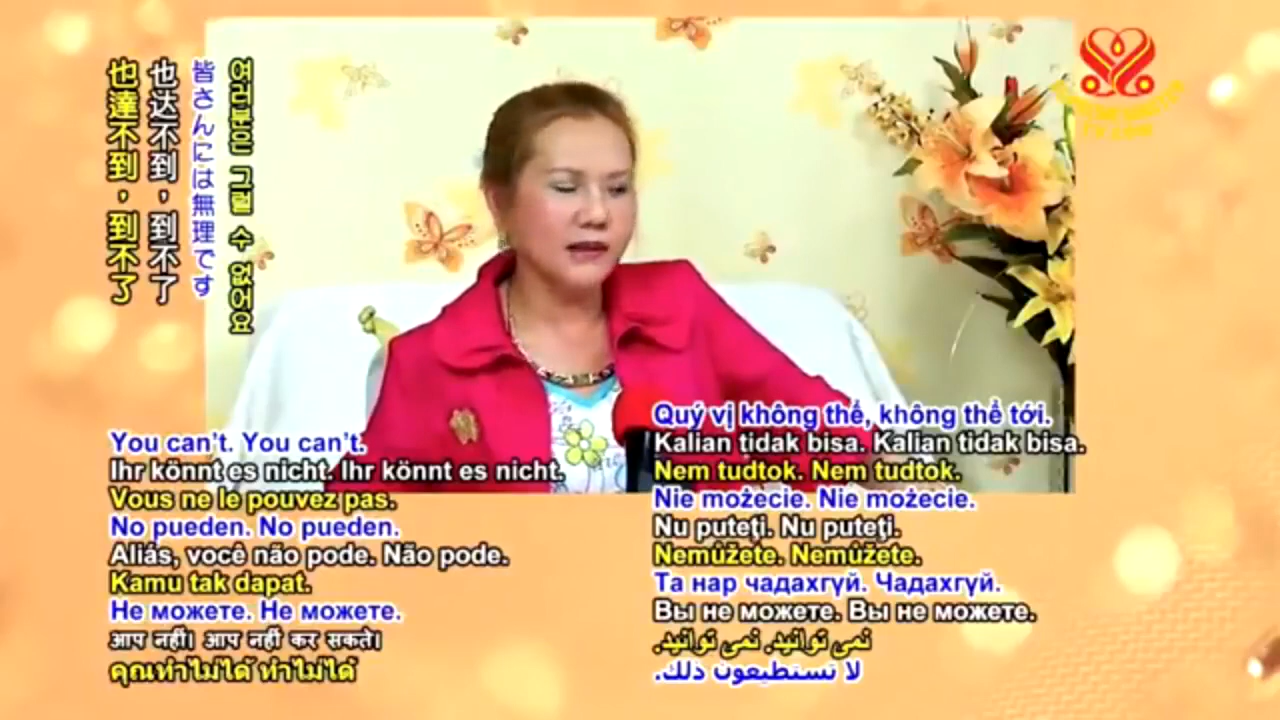 也達不到，到不了
也达不到，到不了
皆さんには無理です
여러분은 그럴 수 없어요
You can't. You can't.
Ihr könnt es nicht. Ihr könnt es nicht.
Vous ne le pouvez pas.
No pueden. No pueden.
Aliás, você não pode. Não pode.
Kamu tak dapat.
Не можете. Не можете.
आप नहीं। आप नहीं कर सकते।
คุณทำไม่ได้ ทำไม่ได้
Quý vị không thể, không thể tới.
Kalian tidak bisa. Kalian tidak bisa.
Nem tudtok. Nem tudtok.
Nie możecie. Nie możecie.
Nu puteţi. Nu puteţi.
Nemůžete. Nemůžete.
Та нар чадахгүй. Чадахгүй.
Вы не можете. Вы не можете.
نمی توانید. نمی توانید.
لا تستطيعون ذلك.